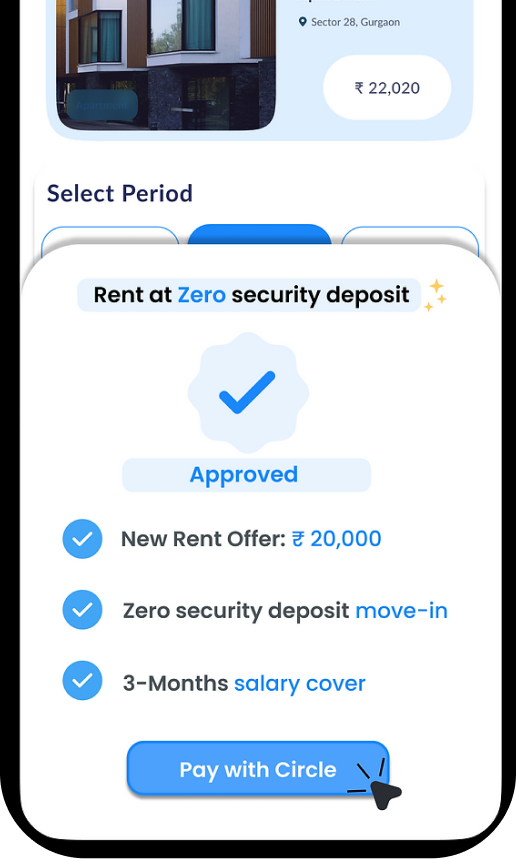 Sector 28, Gurgaon
₹ 22,020
Select Period
Rent at Zero security deposit
Approved
New Rent Offer: ₹ 20,000
Zero security deposit move-in
3-Months salary cover
Pay with Circle